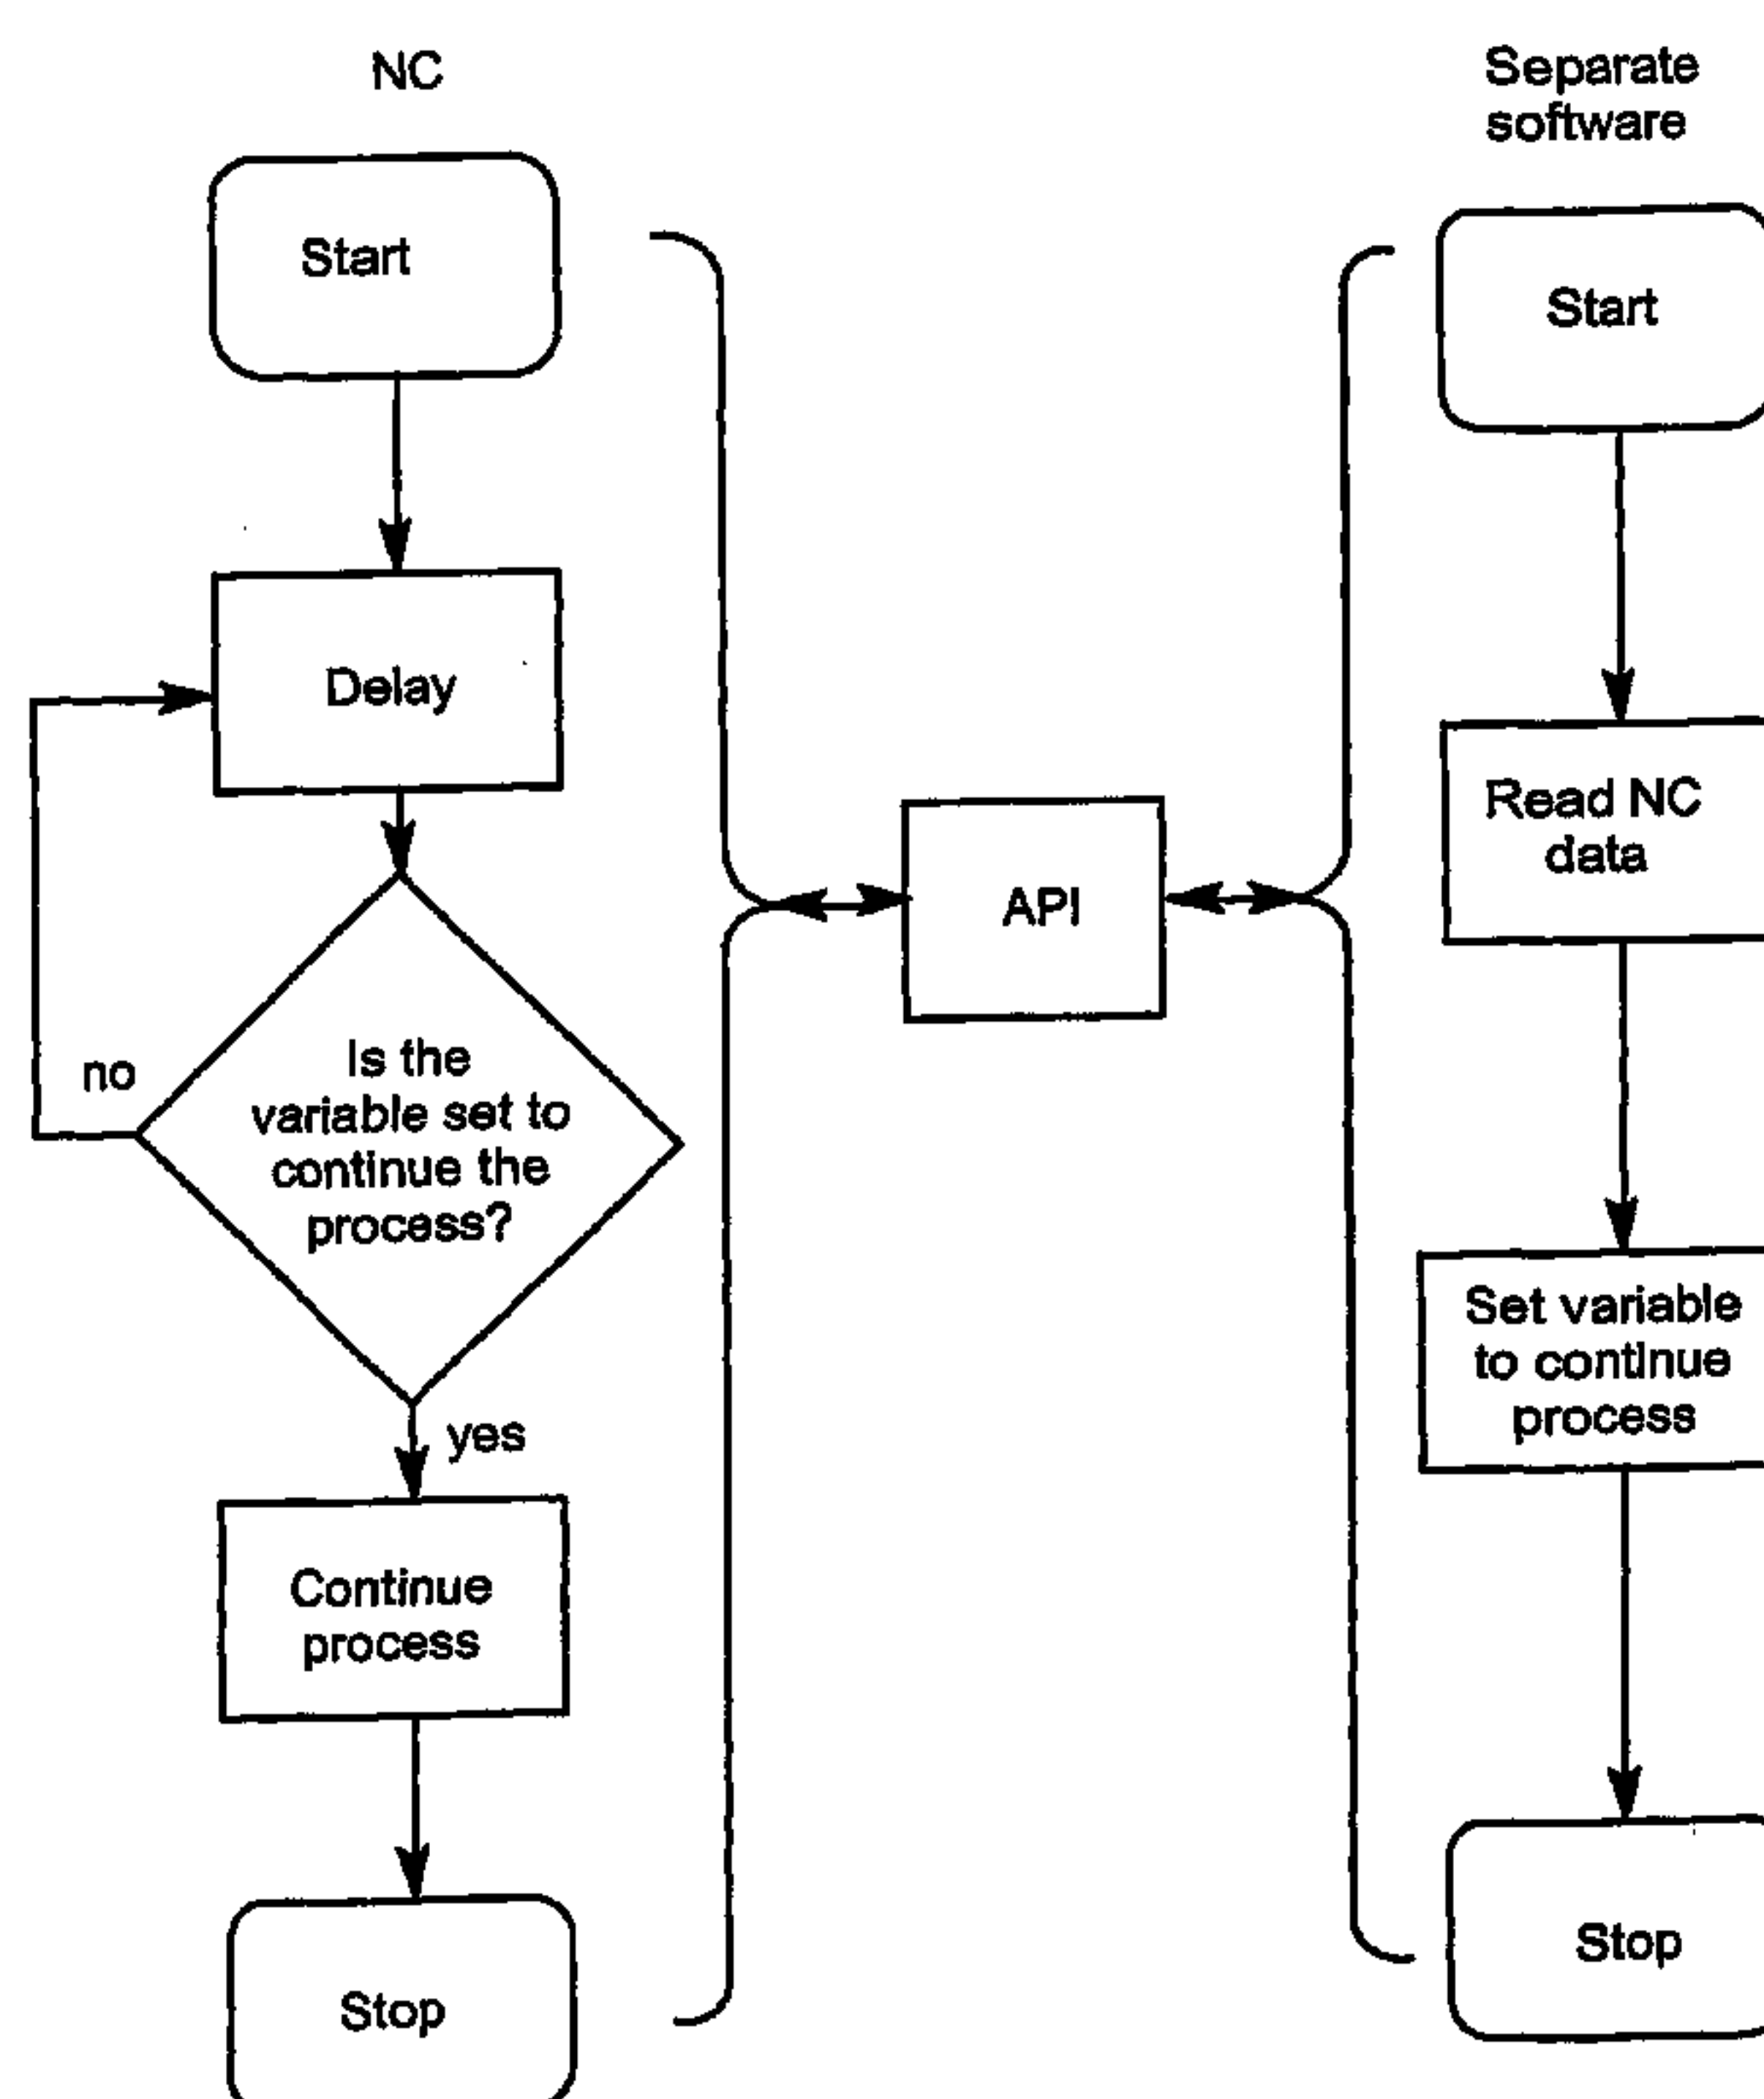 NC
Start
Delay
no
Is the
variable set to
continue the
process?
yes
Continue
process
Stop
API
Separate
software
Start
Read NC
data
Set variable
to continue
process
Stop